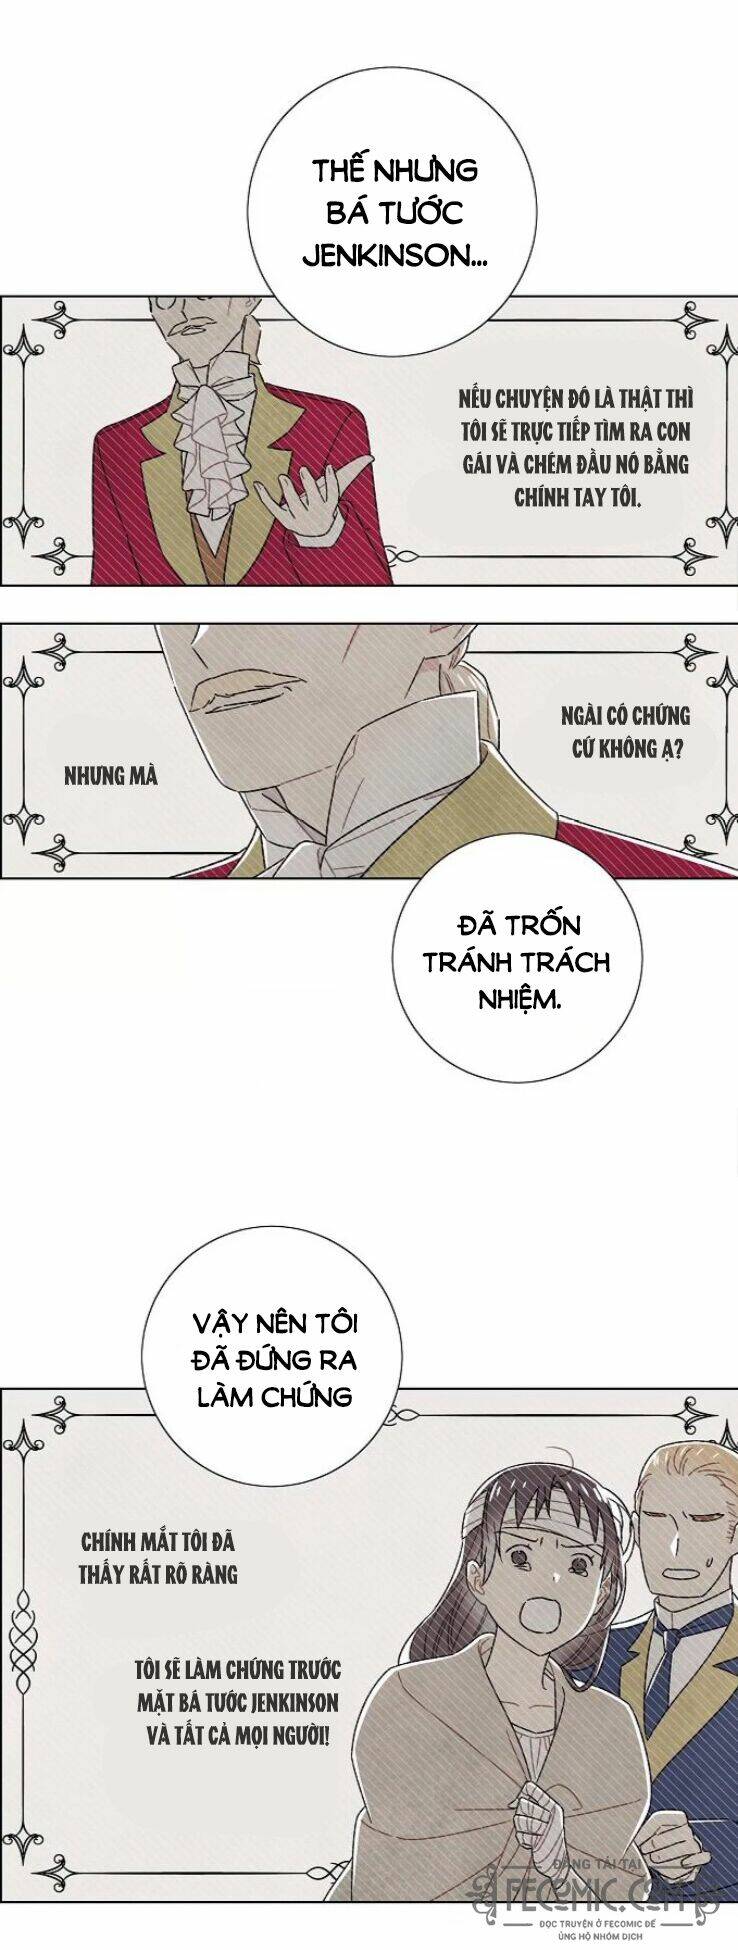 THẾ NHƯNG
BÁ TƯỚC
JENKINSON...
NẾU CHUYỆN ĐÓ LÀ THẬT THÌ
TÔI SẼ TRỰC TIẾP TÌM RA CON
GÁI VÀ CHÉM ĐẦU NÓ BẰNG
CHÍNH TAY TÔI.
NHƯNG MÀ
NGÀI CÓ CHỨNG
CỨ KHÔNG Ạ?
ĐÃ TRỐN
TRÁNH TRÁCH
NHIỆM.
VẬY NÊN TÔI
ĐÃ ĐỨNG RA
LÀM CHỨNG
CHÍNH MẮT TÔI ĐÃ
THẤY RẤT RÕ RÀNG
TÔI SẼ LÀM CHỨNG TRƯỚC
MẶT BÁ TƯỚC JENKINSON
VÀ TẤT CẢ MỌI NGƯỜI!
ĐĂNG TẢI TẠI
FECOMIC.COM
ĐỌC TRUYỆN Ở FECOMIC ĐỂ
ỦNG HỘ NHÓM DỊCH